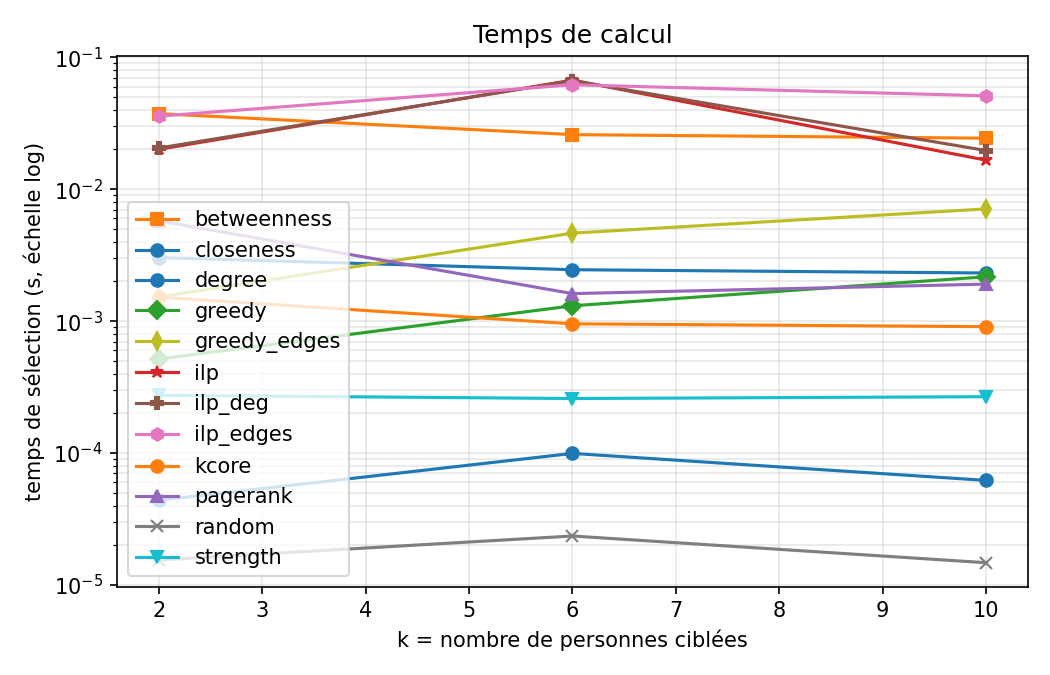 Temps de calcul
temps de sélection (s, échelle log)
10⁻¹
10⁻²
10⁻³
10⁻⁴
10⁻⁵
betweenness
closeness
degree
greedy
greedy_edges
ilp
ilp_deg
ilp_edges
kcore
pagerank
random
strength
2 3 4 5 6 7 8 9 10
k = nombre de personnes ciblées